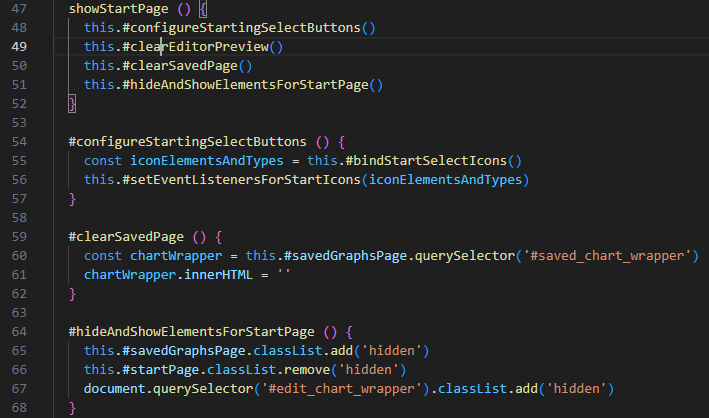 47 showStartPage () {
48 this.#configureStartingSelectButtons()
49 this.#clearEditorPreview()
50 this.#clearSavedPage()
51 this.#hideAndShowElementsForStartPage()
52 }
53
54 #configureStartingSelectButtons () {
55 const iconElementsAndTypes = this.#bindStartSelectIcons()
56 this.#setEventListenersForStartIcons(iconElementsAndTypes)
57 }
58
59 #clearSavedPage () {
60 const chartWrapper = this.#savedGraphsPage.querySelector('#saved_chart_wrapper')
61 chartWrapper.innerHTML = ''
62 }
63
64 #hideAndShowElementsForStartPage () {
65 this.#savedGraphsPage.classList.add('hidden')
66 this.#startPage.classList.remove('hidden')
67 document.querySelector('#edit_chart_wrapper').classList.add('hidden')
68 }